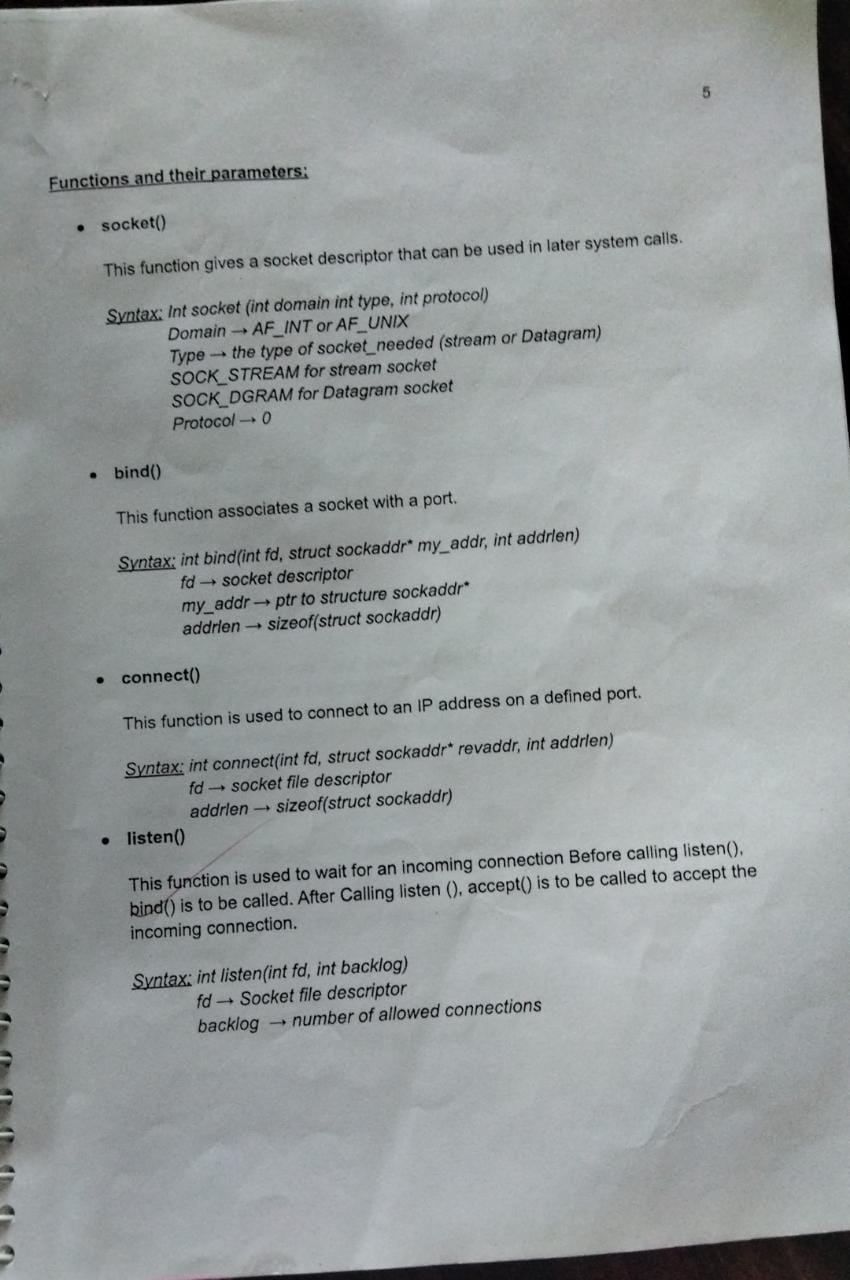 5
Functions and their parameters:
• socket()
This function gives a socket descriptor that can be used in later system calls.
Syntax: Int socket (int domain int type, int protocol)
Domain → AF_INT or AF_UNIX
Type → the type of socket_needed (stream or Datagram)
SOCK_STREAM for stream socket
SOCK_DGRAM for Datagram socket
Protocol → 0
• bind()
This function associates a socket with a port.
Syntax: int bind(int fd, struct sockaddr* my_addr, int addrlen)
fd → socket descriptor
my_addr → ptr to structure sockaddr*
addrlen → sizeof(struct sockaddr)
• connect()
This function is used to connect to an IP address on a defined port.
Syntax: int connect(int fd, struct sockaddr* revaddr, int addrlen)
fd → socket file descriptor
addrlen → sizeof(struct sockaddr)
• listen()
This function is used to wait for an incoming connection Before calling listen(),
bind() is to be called. After Calling listen (), accept() is to be called to accept the
incoming connection.
Syntax: int listen(int fd, int backlog)
fd → Socket file descriptor
backlog → number of allowed connections